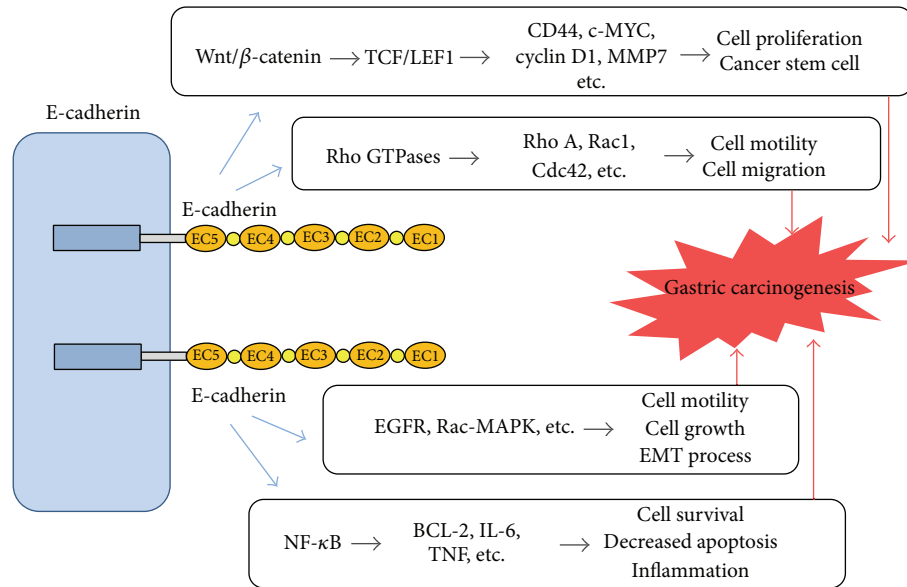 Wnt/β-catenin → TCF/LEF1 →
CD44, c-MYC,
cyclin D1, MMP7
etc.
→ Cell proliferation
Cancer stem cell
E-cadherin
Rho GTPases →
Rho A, Rac1,
Cdc42, etc.
→ Cell motility
Cell migration
E-cadherin
EC5 EC4 EC3 EC2 EC1
Gastric carcinogenesis
EC5 EC4 EC3 EC2 EC1
E-cadherin
EGFR, Rac-MAPK, etc. →
Cell motility
Cell growth
EMT process
NF-κB →
BCL-2, IL-6,
TNF, etc.
→ Cell survival
Decreased apoptosis
Inflammation